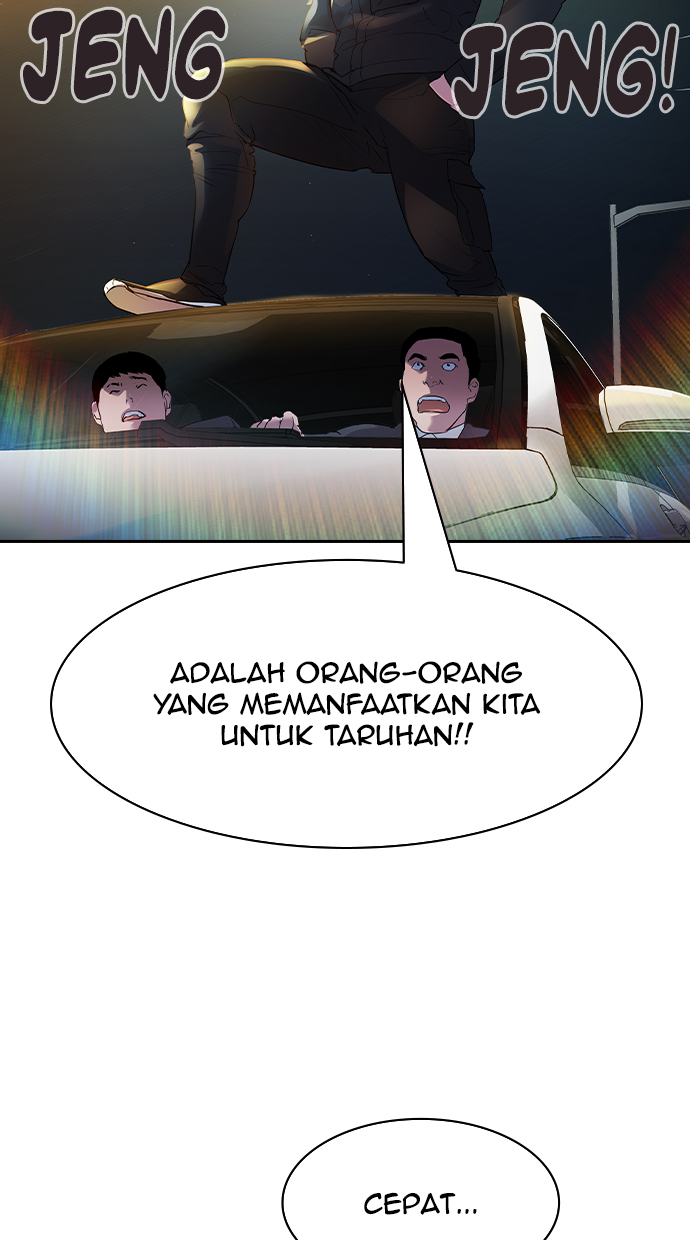 JENG
JENG!
ADALAH ORANG-ORANG
YANG MEMANFAATKAN KITA
UNTUK TARUHAN!!
CEPAT...